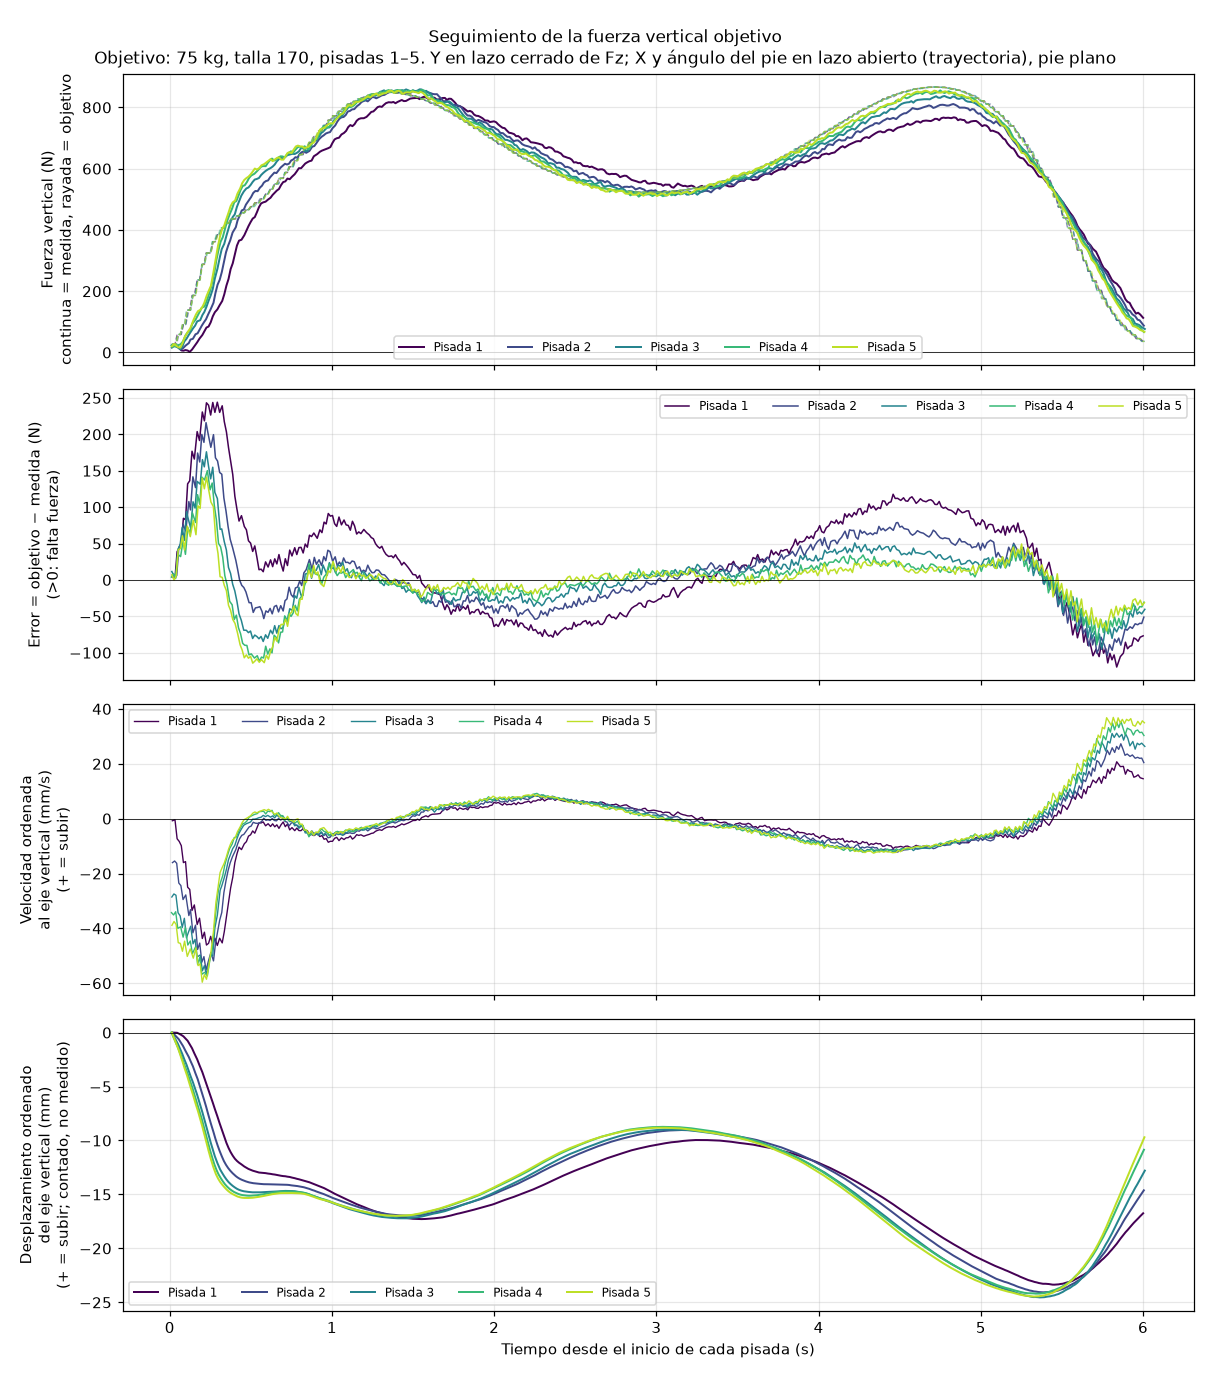 Seguimiento de la fuerza vertical objetivo
Objetivo: 75 kg, talla 170, pisadas 1–5. Y en lazo cerrado de Fz; X y ángulo del pie en lazo abierto (trayectoria), pie plano
Fuerza vertical (N)
continua = medida, rayada = objetivo
800
600
400
200
0
Pisada 1 Pisada 2 Pisada 3 Pisada 4 Pisada 5
Error = objetivo − medida (N)
(>0: falta fuerza)
250
200
150
100
50
0
−50
−100
Pisada 1 Pisada 2 Pisada 3 Pisada 4 Pisada 5
Velocidad ordenada
al eje vertical (mm/s)
(+ = subir)
40
20
0
−20
−40
−60
Pisada 1 Pisada 2 Pisada 3 Pisada 4 Pisada 5
Desplazamiento ordenado
del eje vertical (mm)
(+ = subir; contado, no medido)
0
−5
−10
−15
−20
−25
Pisada 1 Pisada 2 Pisada 3 Pisada 4 Pisada 5
0 1 2 3 4 5 6
Tiempo desde el inicio de cada pisada (s)